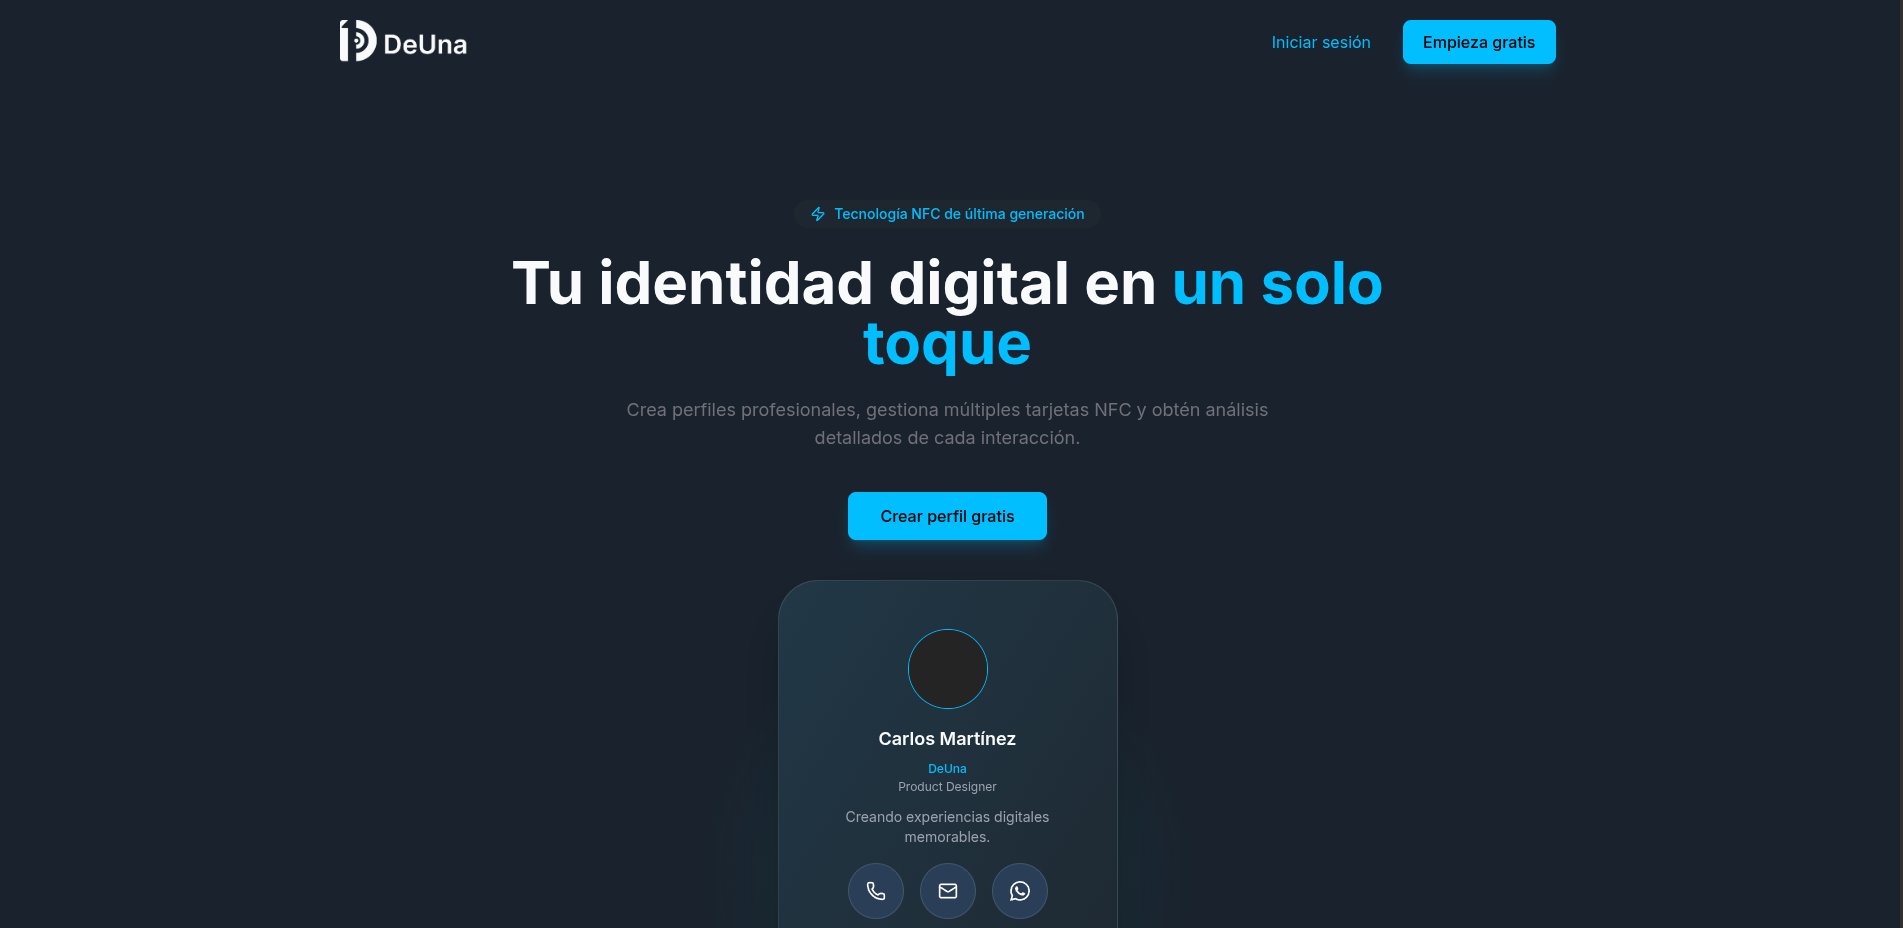 DeUna
Iniciar sesión
Empieza gratis
Tecnología NFC de última generación
Tu identidad digital en un solo
toque
Crea perfiles profesionales, gestiona múltiples tarjetas NFC y obtén análisis
detallados de cada interacción.
Crear perfil gratis
Carlos Martínez
DeUna
Product Designer
Creando experiencias digitales
memorables.